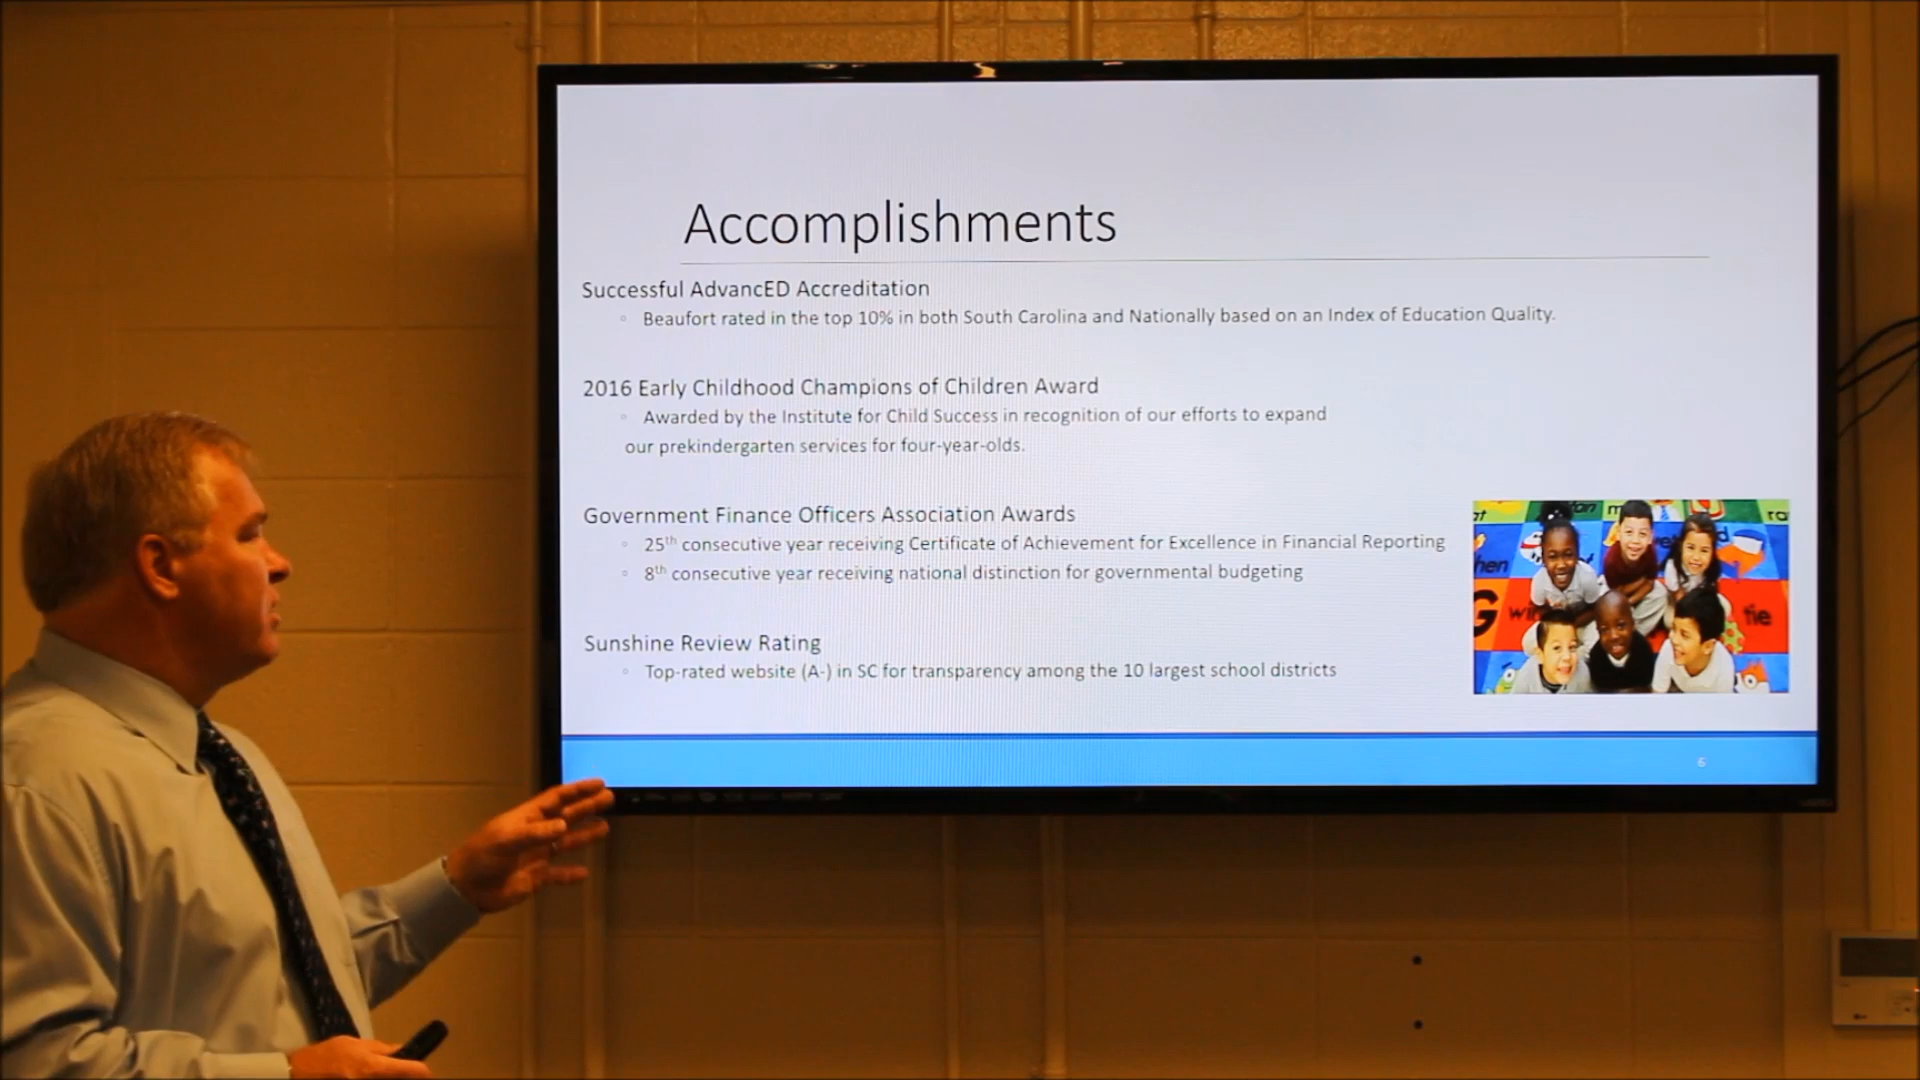 Accomplishments
Successful AdvancED Accreditation
◦ Beaufort rated in the top 10% in both South Carolina and Nationally based on an Index of Education Quality.
2016 Early Childhood Champions of Children Award
◦ Awarded by the Institute for Child Success in recognition of our efforts to expand
our prekindergarten services for four-year-olds.
Government Finance Officers Association Awards
◦ 25th consecutive year receiving Certificate of Achievement for Excellence in Financial Reporting
◦ 8th consecutive year receiving national distinction for governmental budgeting
Sunshine Review Rating
◦ Top-rated website (A-) in SC for transparency among the 10 largest school districts
tie
6